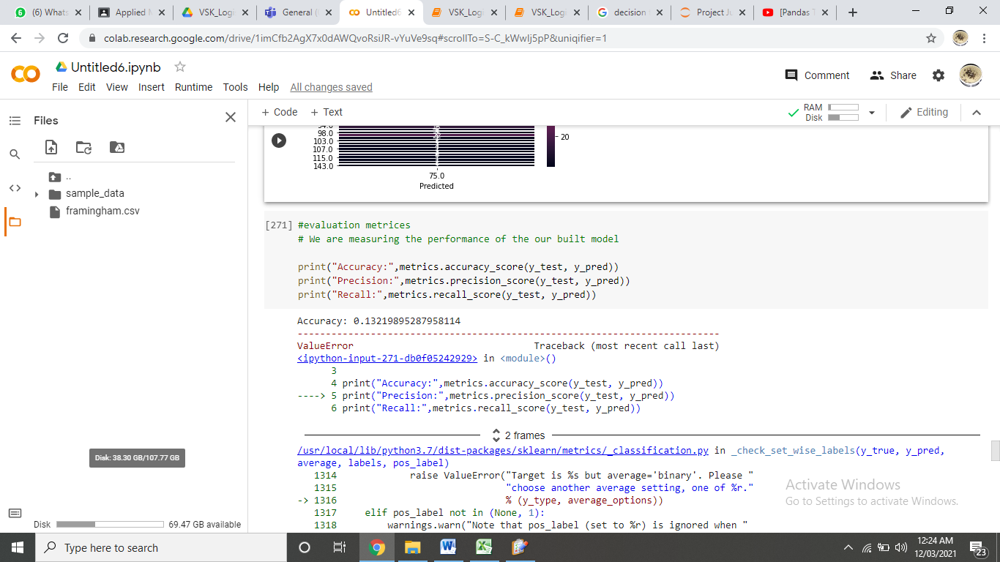 (6) Whats
Applied M
VSK_Logi
General (
Untitled6
VSK_Logi
VSK_Logi
decision
Project Ju
[Pandas T
colab.research.google.com/drive/1imCfb2AgX7x0dAWQvoRsiJR-vYuVe9sq#scrollTo=S-C_kWwIj5pP&uniqifier=1
Untitled6.ipynb
File Edit View Insert Runtime Tools Help All changes saved
Comment Share
Files
+ Code + Text
RAM
Disk
Editing
..
sample_data
framingham.csv
94.0
98.0
103.0
107.0
115.0
143.0
20
75.0
Predicted
[271] #evaluation metrices
# We are measuring the performance of the our built model
print("Accuracy:",metrics.accuracy_score(y_test, y_pred))
print("Precision:",metrics.precision_score(y_test, y_pred))
print("Recall:",metrics.recall_score(y_test, y_pred))
Accuracy: 0.13219895287958114
---------------------------------------------------------------------------
ValueError Traceback (most recent call last)
<ipython-input-271-db0f05242929> in <module>()
3
4 print("Accuracy:",metrics.accuracy_score(y_test, y_pred))
----> 5 print("Precision:",metrics.precision_score(y_test, y_pred))
6 print("Recall:",metrics.recall_score(y_test, y_pred))
2 frames
/usr/local/lib/python3.7/dist-packages/sklearn/metrics/_classification.py in _check_set_wise_labels(y_true, y_pred,
average, labels, pos_label)
1314 raise ValueError("Target is %s but average='binary'. Please "
1315 "choose another average setting, one of %r."
-> 1316 % (y_type, average_options))
1317 elif pos_label not in (None, 1):
1318 warnings.warn("Note that pos_label (set to %r) is ignored when "
Disk: 38.30 GB/107.77 GB
Disk 69.47 GB available
Activate Windows
Go to Settings to activate Windows.
Type here to search
12:24 AM
12/03/2021
23